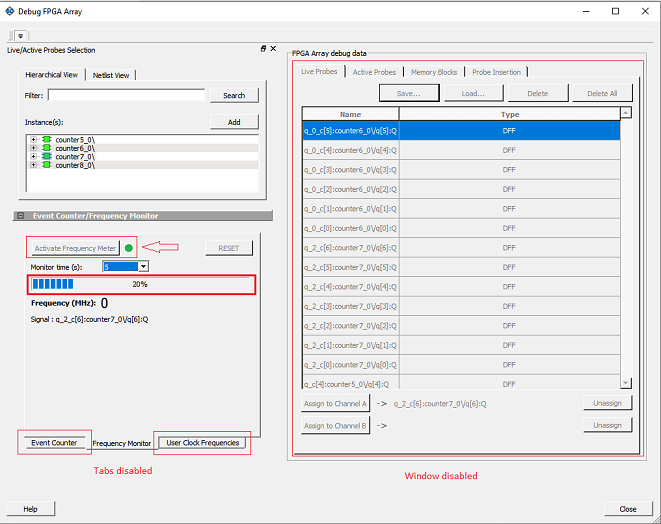 Debug FPGA Array
Live/Active Probes Selection
Hierarchical View
Netlist View
Filter:
Search
Instance(s):
Add
counter5_0\
counter6_0\
counter7_0\
counter8_0\
Event Counter/Frequency Monitor
Activate Frequency Meter
RESET
Monitor time (s):
5
20%
Frequency (MHz): 0
Signal : q_2_c[6]:counter7_0\/q[6]:Q
Event Counter
Frequency Monitor
User Clock Frequencies
Tabs disabled
Help
FPGA Array debug data
Live Probes
Active Probes
Memory Blocks
Probe Insertion
Save...
Load...
Delete
Delete All
Name
Type
q_0_c[5]:counter6_0\/q[5]:Q DFF
q_0_c[4]:counter6_0\/q[4]:Q DFF
q_0_c[3]:counter6_0\/q[3]:Q DFF
q_0_c[2]:counter6_0\/q[2]:Q DFF
q_0_c[1]:counter6_0\/q[1]:Q DFF
q_0_c[0]:counter6_0\/q[0]:Q DFF
q_2_c[6]:counter7_0\/q[6]:Q DFF
q_2_c[5]:counter7_0\/q[5]:Q DFF
q_2_c[4]:counter7_0\/q[4]:Q DFF
q_2_c[3]:counter7_0\/q[3]:Q DFF
q_2_c[2]:counter7_0\/q[2]:Q DFF
q_2_c[1]:counter7_0\/q[1]:Q DFF
q_2_c[0]:counter7_0\/q[0]:Q DFF
q_c[4]:counter5_0\/q[4]:Q DFF
Assign to Channel A -> q_2_c[6]:counter7_0\/q[6]:Q Unassign
Assign to Channel B -> Unassign
Window disabled
Close